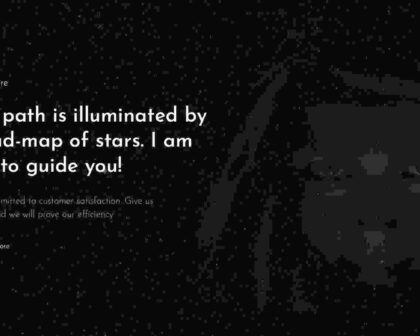 re
path is illuminated by
ad-map of stars. I am
to guide you!
mitted to customer satisfaction. Give us
d we will prove our efficiency
ore